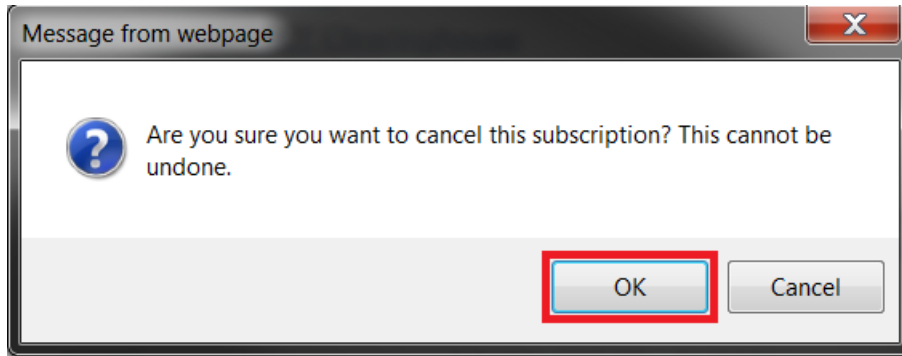 Message from webpage
X
Are you sure you want to cancel this subscription? This cannot be
undone.
OK
Cancel